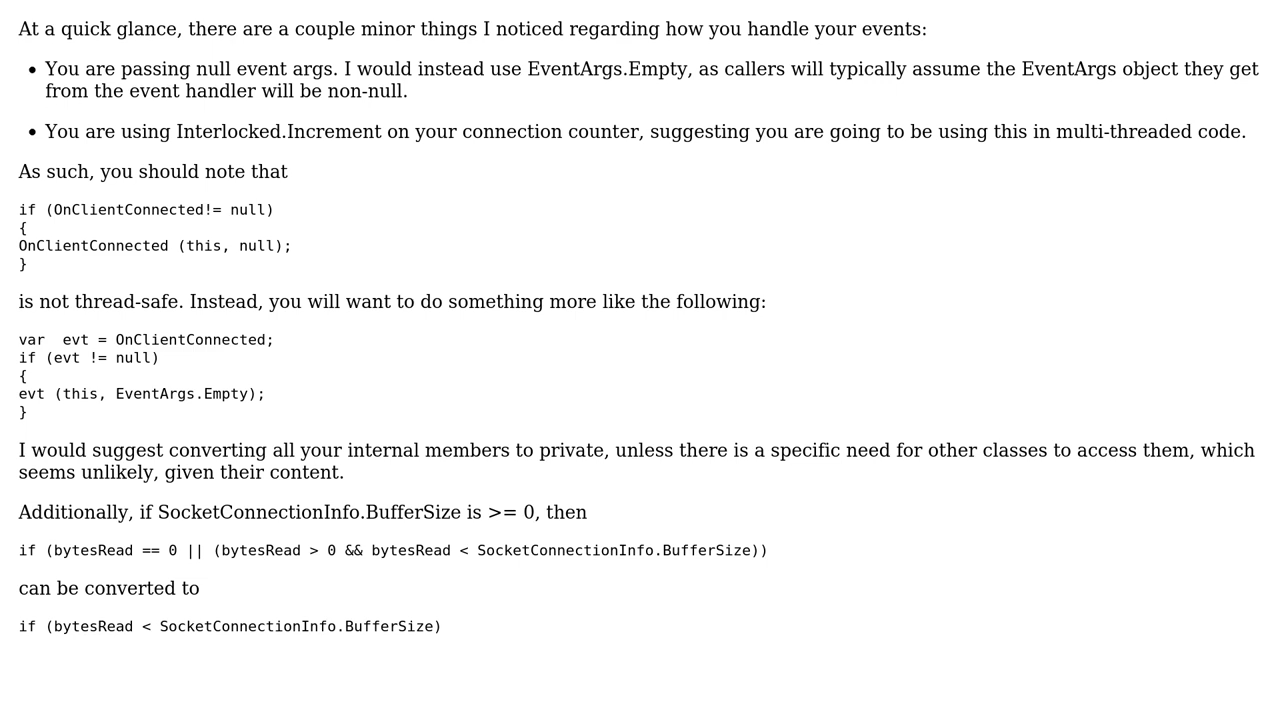 At a quick glance, there are a couple minor things I noticed regarding how you handle your events:
• You are passing null event args. I would instead use EventArgs.Empty, as callers will typically assume the EventArgs object they get
from the event handler will be non-null.
• You are using Interlocked.Increment on your connection counter, suggesting you are going to be using this in multi-threaded code.
As such, you should note that
if (OnClientConnected!= null)
{
OnClientConnected (this, null);
}
is not thread-safe. Instead, you will want to do something more like the following:
var  evt = OnClientConnected;
if (evt != null)
{
evt (this, EventArgs.Empty);
}
I would suggest converting all your internal members to private, unless there is a specific need for other classes to access them, which
seems unlikely, given their content.
Additionally, if SocketConnectionInfo.BufferSize is >= 0, then
if (bytesRead == 0 || (bytesRead > 0 && bytesRead < SocketConnectionInfo.BufferSize))
can be converted to
if (bytesRead < SocketConnectionInfo.BufferSize)